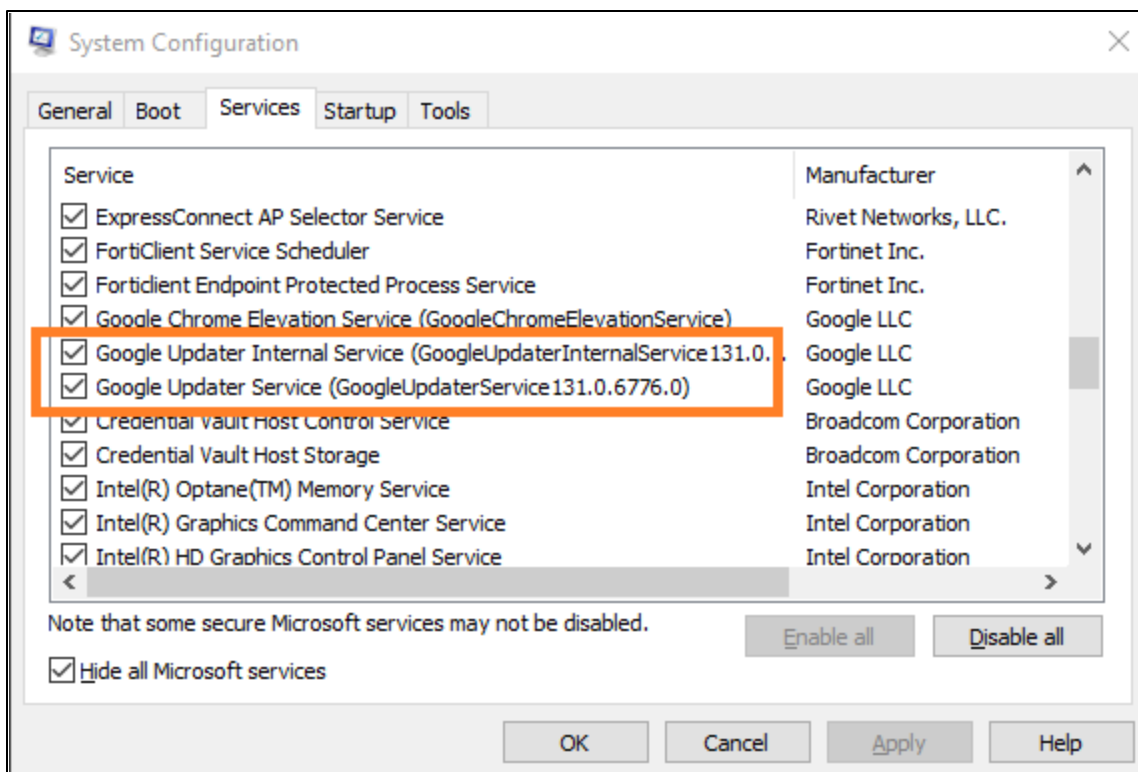 System Configuration
General Boot Services Startup Tools
Service Manufacturer
ExpressConnect AP Selector Service Rivet Networks, LLC.
FortiClient Service Scheduler Fortinet Inc.
Forticlient Endpoint Protected Process Service Fortinet Inc.
Google Chrome Elevation Service (GoogleChromeElevationService) Google LLC
Google Updater Internal Service (GoogleUpdaterInternalService131.0... Google LLC
Google Updater Service (GoogleUpdaterService131.0.6776.0) Google LLC
Credential Vault Host Control Service Broadcom Corporation
Credential Vault Host Storage Broadcom Corporation
Intel(R) Optane(TM) Memory Service Intel Corporation
Intel(R) Graphics Command Center Service Intel Corporation
Intel(R) HD Graphics Control Panel Service Intel Corporation
Note that some secure Microsoft services may not be disabled.
Enable all Disable all
Hide all Microsoft services
OK Cancel Apply Help